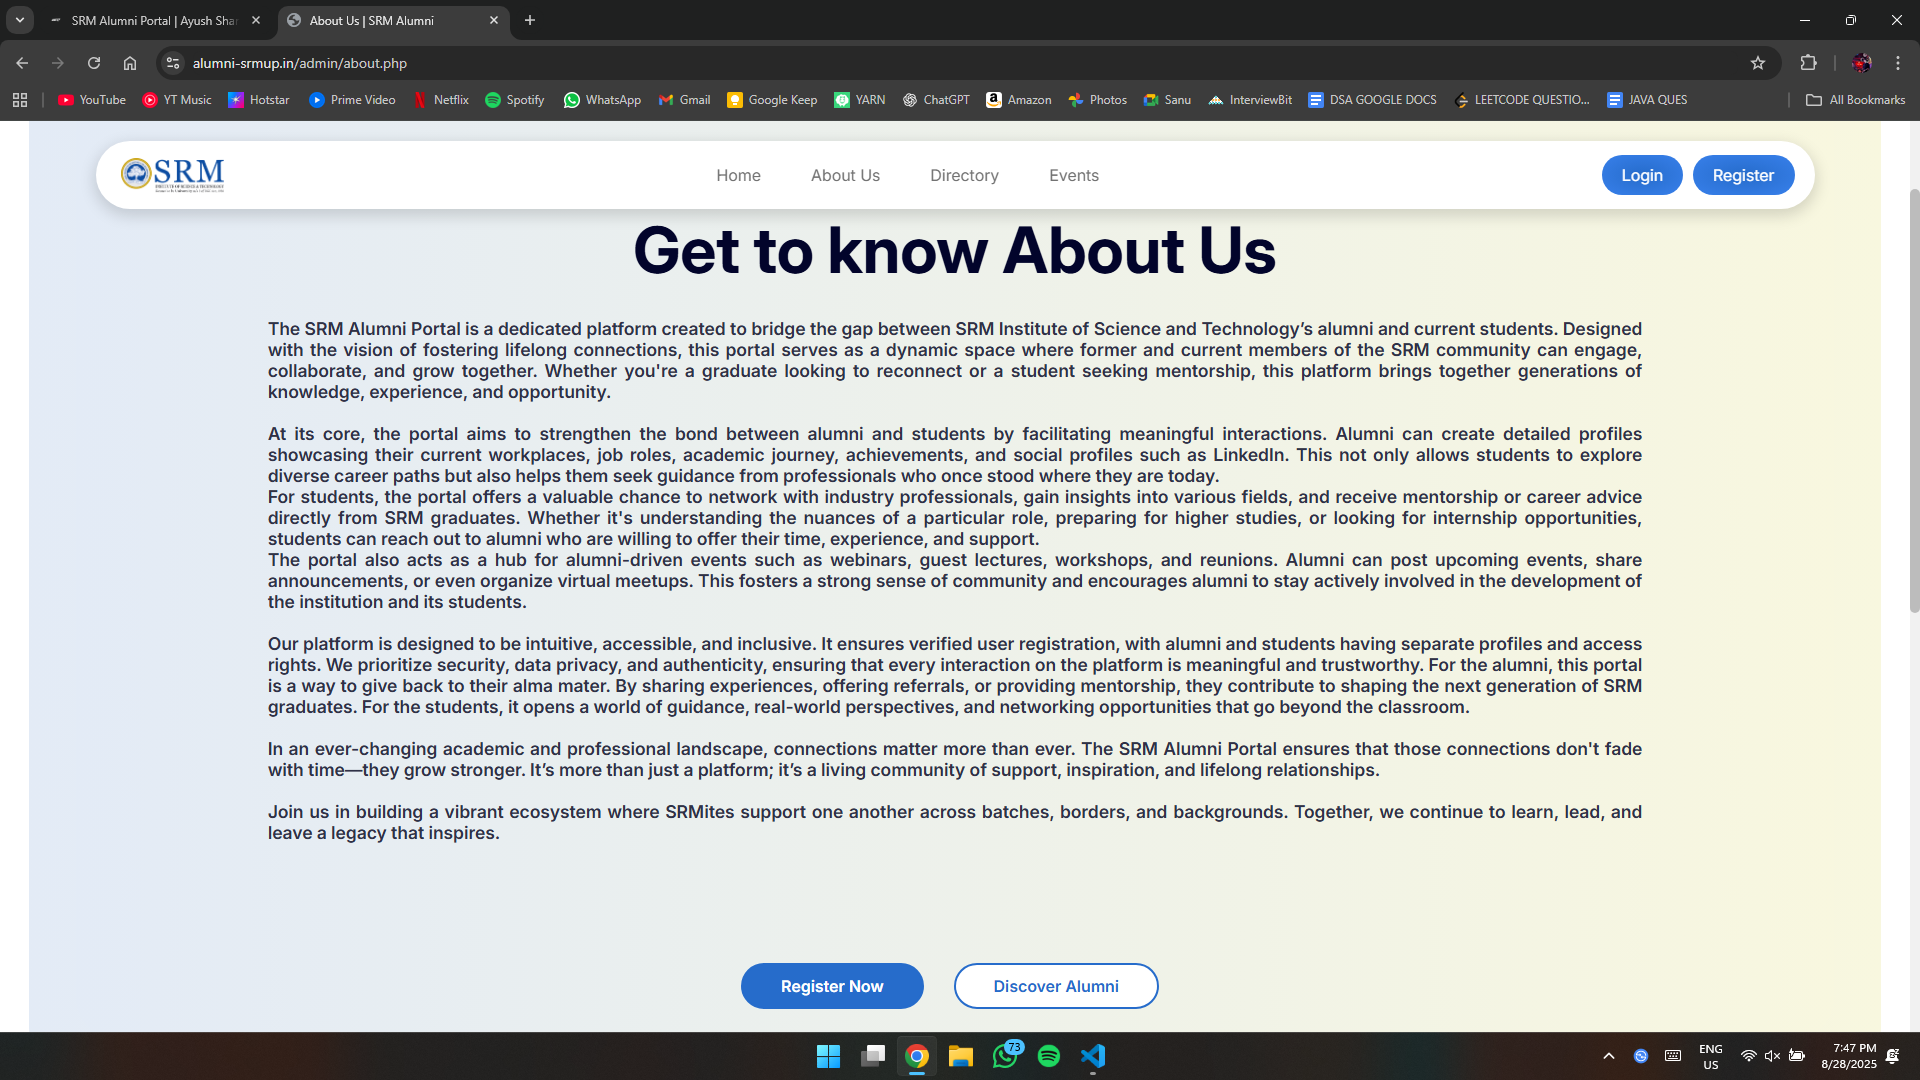 SRM Alumni Portal | Ayush Shar
About Us | SRM Alumni
alumni-srmup.in/admin/about.php
YouTube
YT Music
Hotstar
Prime Video
Netflix
Spotify
WhatsApp
Gmail
Google Keep
YARN
ChatGPT
Amazon
Photos
Sanu
InterviewBit
DSA GOOGLE DOCS
LEETCODE QUESTIO...
JAVA QUES
All Bookmarks
SRM
Home
About Us
Directory
Events
Login
Register
Get to know About Us
The SRM Alumni Portal is a dedicated platform created to bridge the gap between SRM Institute of Science and Technology’s alumni and current students. Designed
with the vision of fostering lifelong connections, this portal serves as a dynamic space where former and current members of the SRM community can engage,
collaborate, and grow together. Whether you're a graduate looking to reconnect or a student seeking mentorship, this platform brings together generations of
knowledge, experience, and opportunity.
At its core, the portal aims to strengthen the bond between alumni and students by facilitating meaningful interactions. Alumni can create detailed profiles
showcasing their current workplaces, job roles, academic journey, achievements, and social profiles such as LinkedIn. This not only allows students to explore
diverse career paths but also helps them seek guidance from professionals who once stood where they are today.
For students, the portal offers a valuable chance to network with industry professionals, gain insights into various fields, and receive mentorship or career advice
directly from SRM graduates. Whether it's understanding the nuances of a particular role, preparing for higher studies, or looking for internship opportunities,
students can reach out to alumni who are willing to offer their time, experience, and support.
The portal also acts as a hub for alumni-driven events such as webinars, guest lectures, workshops, and reunions. Alumni can post upcoming events, share
announcements, or even organize virtual meetups. This fosters a strong sense of community and encourages alumni to stay actively involved in the development of
the institution and its students.
Our platform is designed to be intuitive, accessible, and inclusive. It ensures verified user registration, with alumni and students having separate profiles and access
rights. We prioritize security, data privacy, and authenticity, ensuring that every interaction on the platform is meaningful and trustworthy. For the alumni, this portal
is a way to give back to their alma mater. By sharing experiences, offering referrals, or providing mentorship, they contribute to shaping the next generation of SRM
graduates. For the students, it opens a world of guidance, real-world perspectives, and networking opportunities that go beyond the classroom.
In an ever-changing academic and professional landscape, connections matter more than ever. The SRM Alumni Portal ensures that those connections don't fade
with time—they grow stronger. It’s more than just a platform; it’s a living community of support, inspiration, and lifelong relationships.
Join us in building a vibrant ecosystem where SRMites support one another across batches, borders, and backgrounds. Together, we continue to learn, lead, and
leave a legacy that inspires.
Register Now
Discover Alumni
73
ENG
US
7:47 PM
8/28/2025